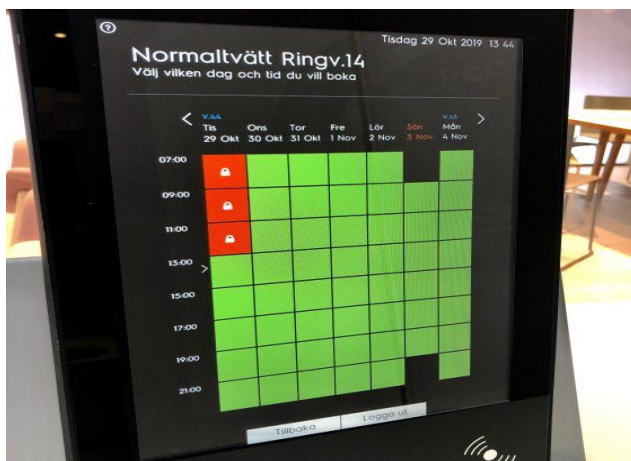 ?
Tisdag 29 Okt 2019 13 44
Normaltvätt Ringv.14
Välj vilken dag och tid du vill boka
< v.44 v.45 >
Tis Ons Tor Fre Lör Sön Mån
29 Okt 30 Okt 31 Okt 1 Nov 2 Nov 3 Nov 4 Nov
07:00
09:00
11:00
13:00 >
15:00
17:00
19:00
21:00
Tillbaka Logga ut